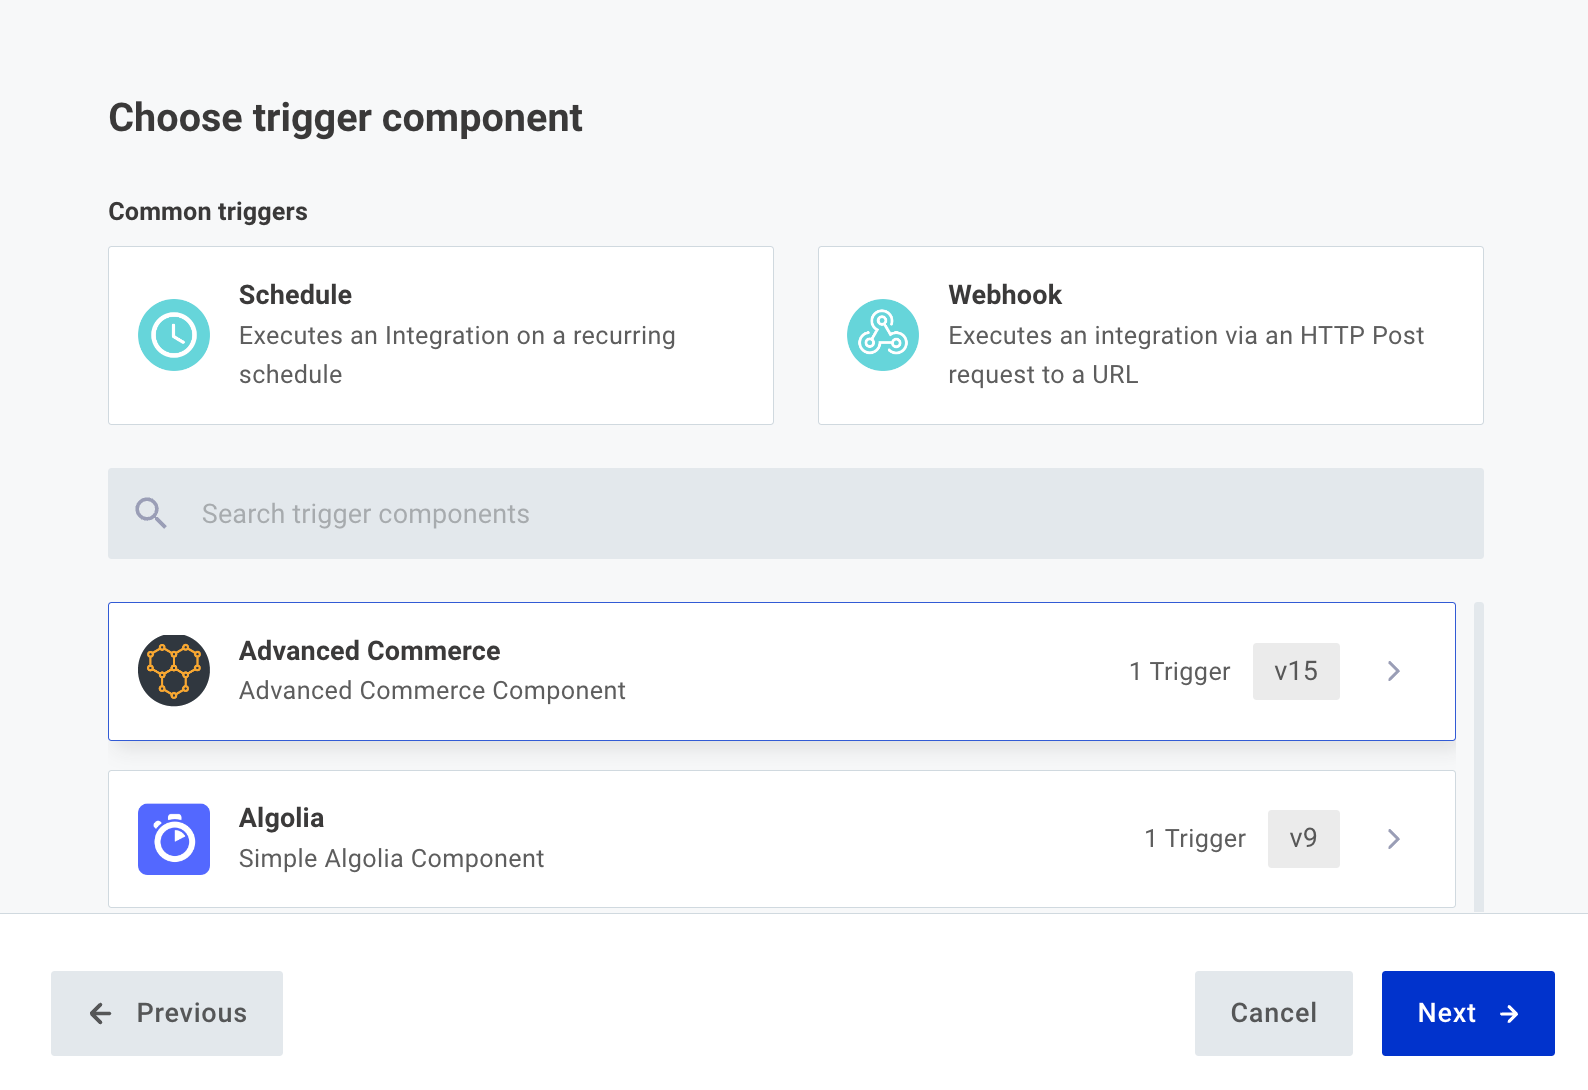 Choose trigger component
Common triggers
Schedule
Executes an Integration on a recurring
schedule
Webhook
Executes an integration via an HTTP Post
request to a URL
Search trigger components
Advanced Commerce
Advanced Commerce Component
1 Trigger
v15
Algolia
Simple Algolia Component
1 Trigger
v9
Previous
Cancel
Next